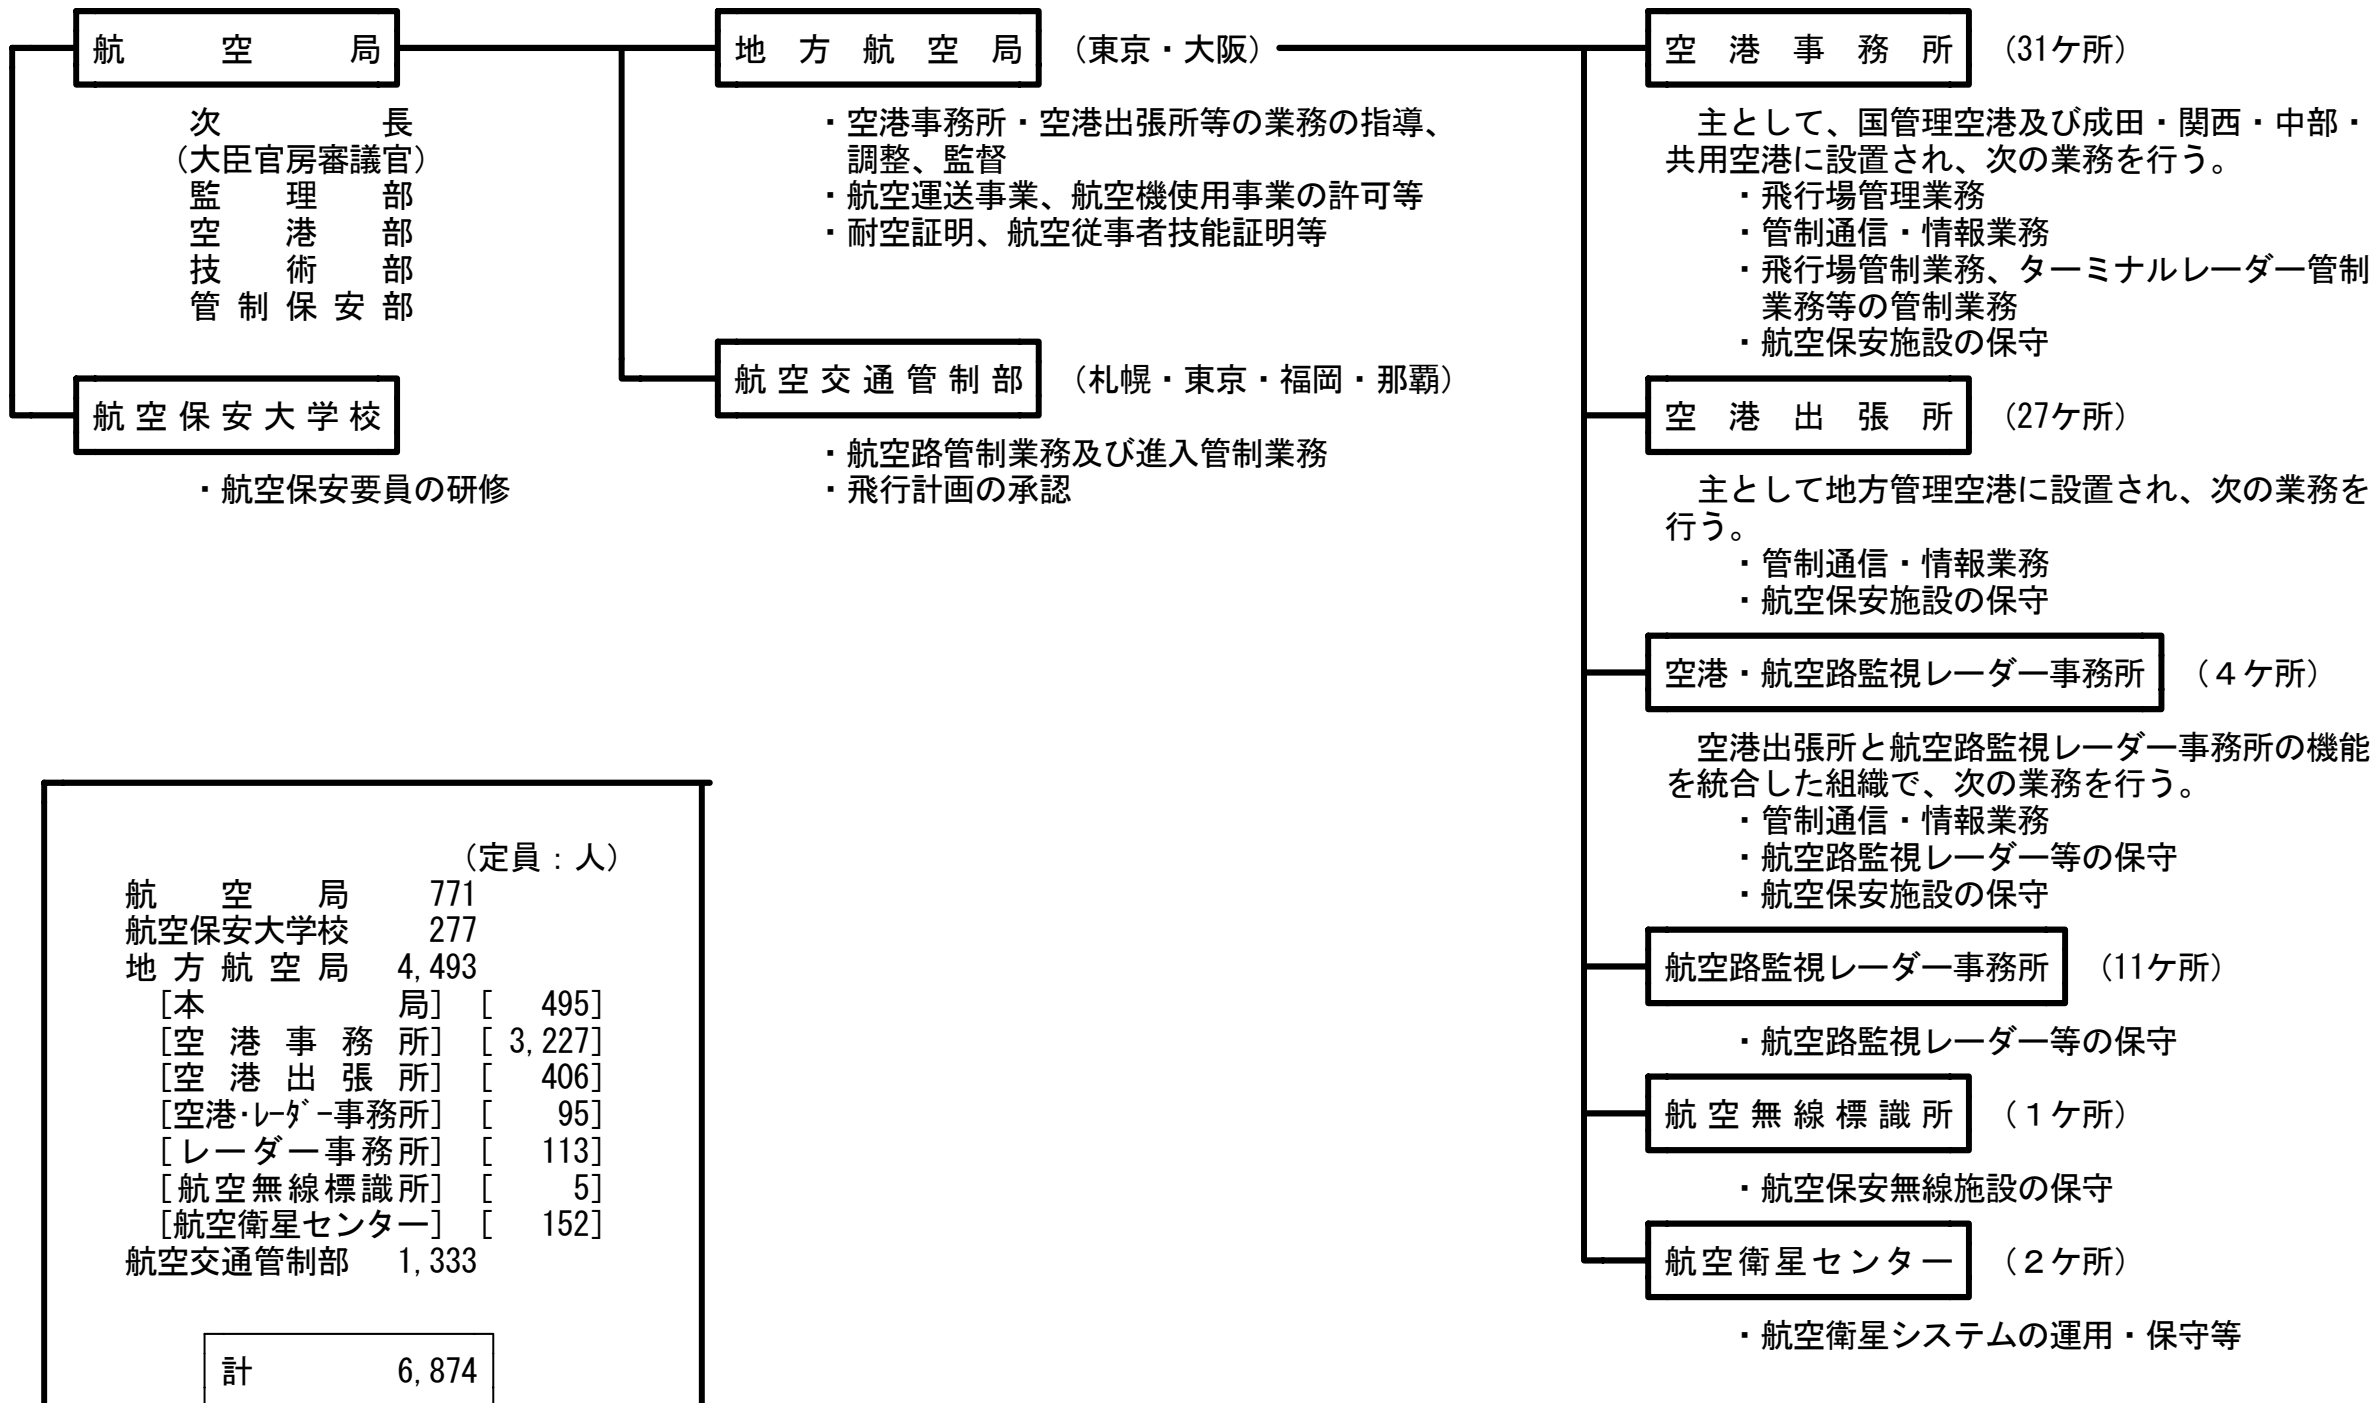 航空局
次長
（大臣官房審議官）
監理部
空港部
技術部
管制保安部
航空保安大学校
・航空保安要員の研修
地方航空局 （東京・大阪）
・空港事務所・空港出張所等の業務の指導、
調整、監督
・航空運送事業、航空機使用事業の許可等
・耐空証明、航空従事者技能証明等
航空交通管制部 （札幌・東京・福岡・那覇）
・航空路管制業務及び進入管制業務
・飛行計画の承認
空港事務所 （31ケ所）
主として、国管理空港及び成田・関西・中部・
共用空港に設置され、次の業務を行う。
・飛行場管理業務
・管制通信・情報業務
・飛行場管制業務、ターミナルレーダー管制
業務等の管制業務
・航空保安施設の保守
空港出張所 （27ケ所）
主として地方管理空港に設置され、次の業務を
行う。
・管制通信・情報業務
・航空保安施設の保守
空港・航空路監視レーダー事務所 （４ケ所）
空港出張所と航空路監視レーダー事務所の機能
を統合した組織で、次の業務を行う。
・管制通信・情報業務
・航空路監視レーダー等の保守
・航空保安施設の保守
航空路監視レーダー事務所 （11ケ所）
・航空路監視レーダー等の保守
航空無線標識所 （１ケ所）
・航空保安無線施設の保守
航空衛星センター （２ケ所）
・航空衛星システムの運用・保守等
（定員：人）
航空局 771
航空保安大学校 277
地方航空局 4,493
[本局] [ 495]
[空港事務所] [ 3,227]
[空港出張所] [ 406]
[空港・ﾚｰﾀﾞｰ事務所] [ 95]
[レーダー事務所] [ 113]
[航空無線標識所] [ 5]
[航空衛星センター] [ 152]
航空交通管制部 1,333
計 6,874